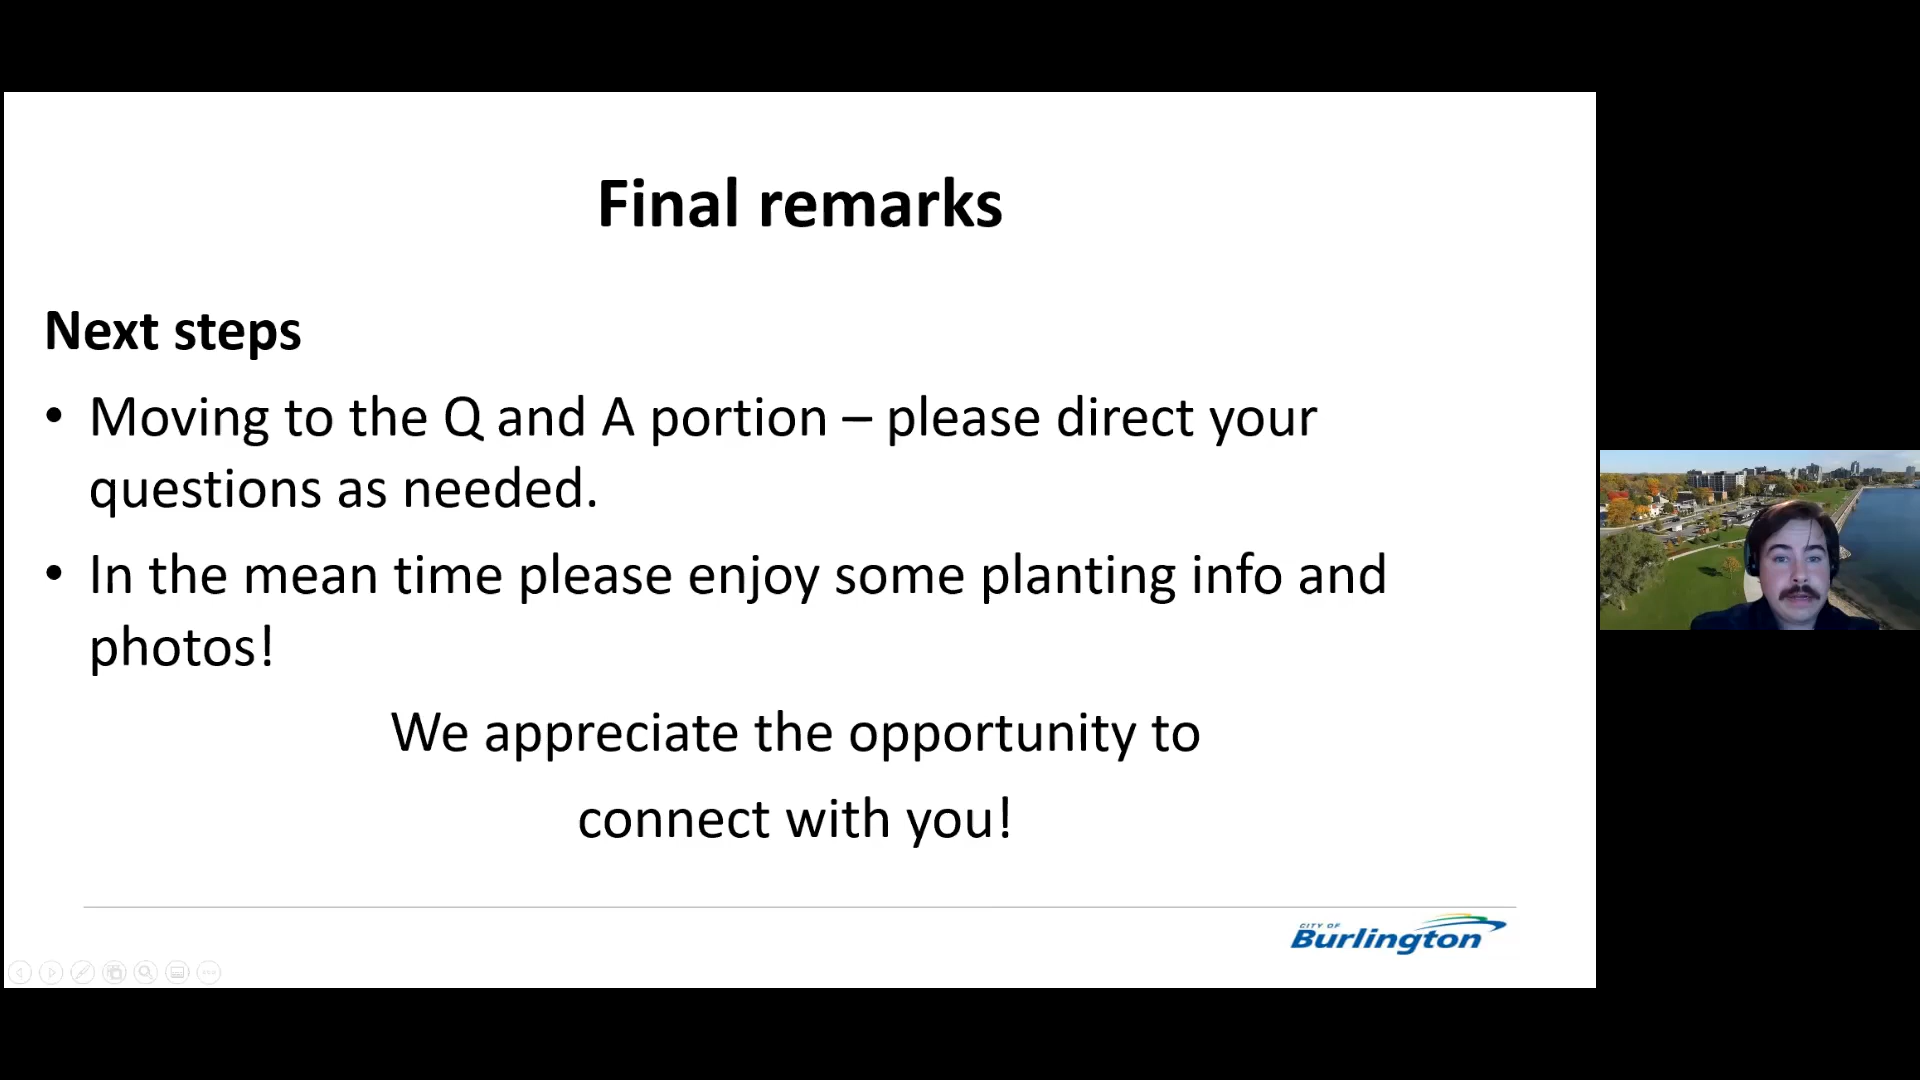 Final remarks
Next steps
• Moving to the Q and A portion – please direct your
questions as needed.
• In the mean time please enjoy some planting info and
photos!
We appreciate the opportunity to
connect with you!
CITY OF
Burlington